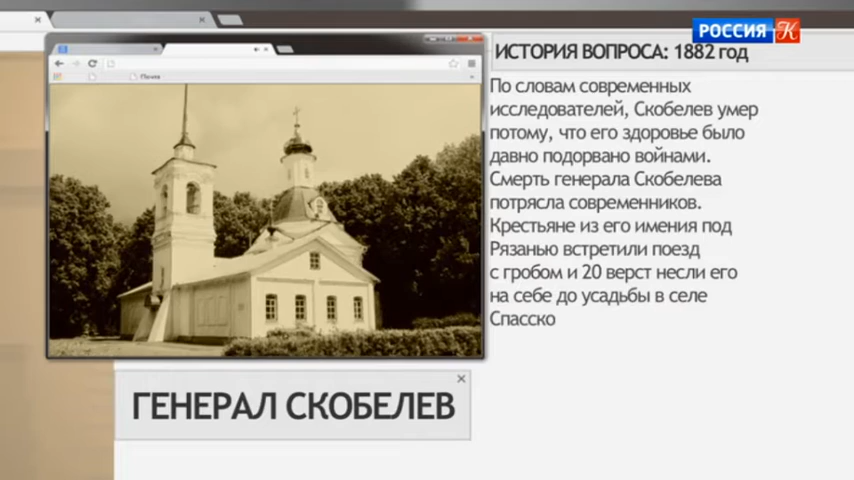 РОССИЯ К
ИСТОРИЯ ВОПРОСА: 1882 год
Почта
По словам современных
исследователей, Скобелев умер
потому, что его здоровье было
давно подорвано войнами.
Смерть генерала Скобелева
потрясла современников.
Крестьяне из его имения под
Рязанью встретили поезд
с гробом и 20 верст несли его
на себе до усадьбы в селе
Спасско
ГЕНЕРАЛ СКОБЕЛЕВ